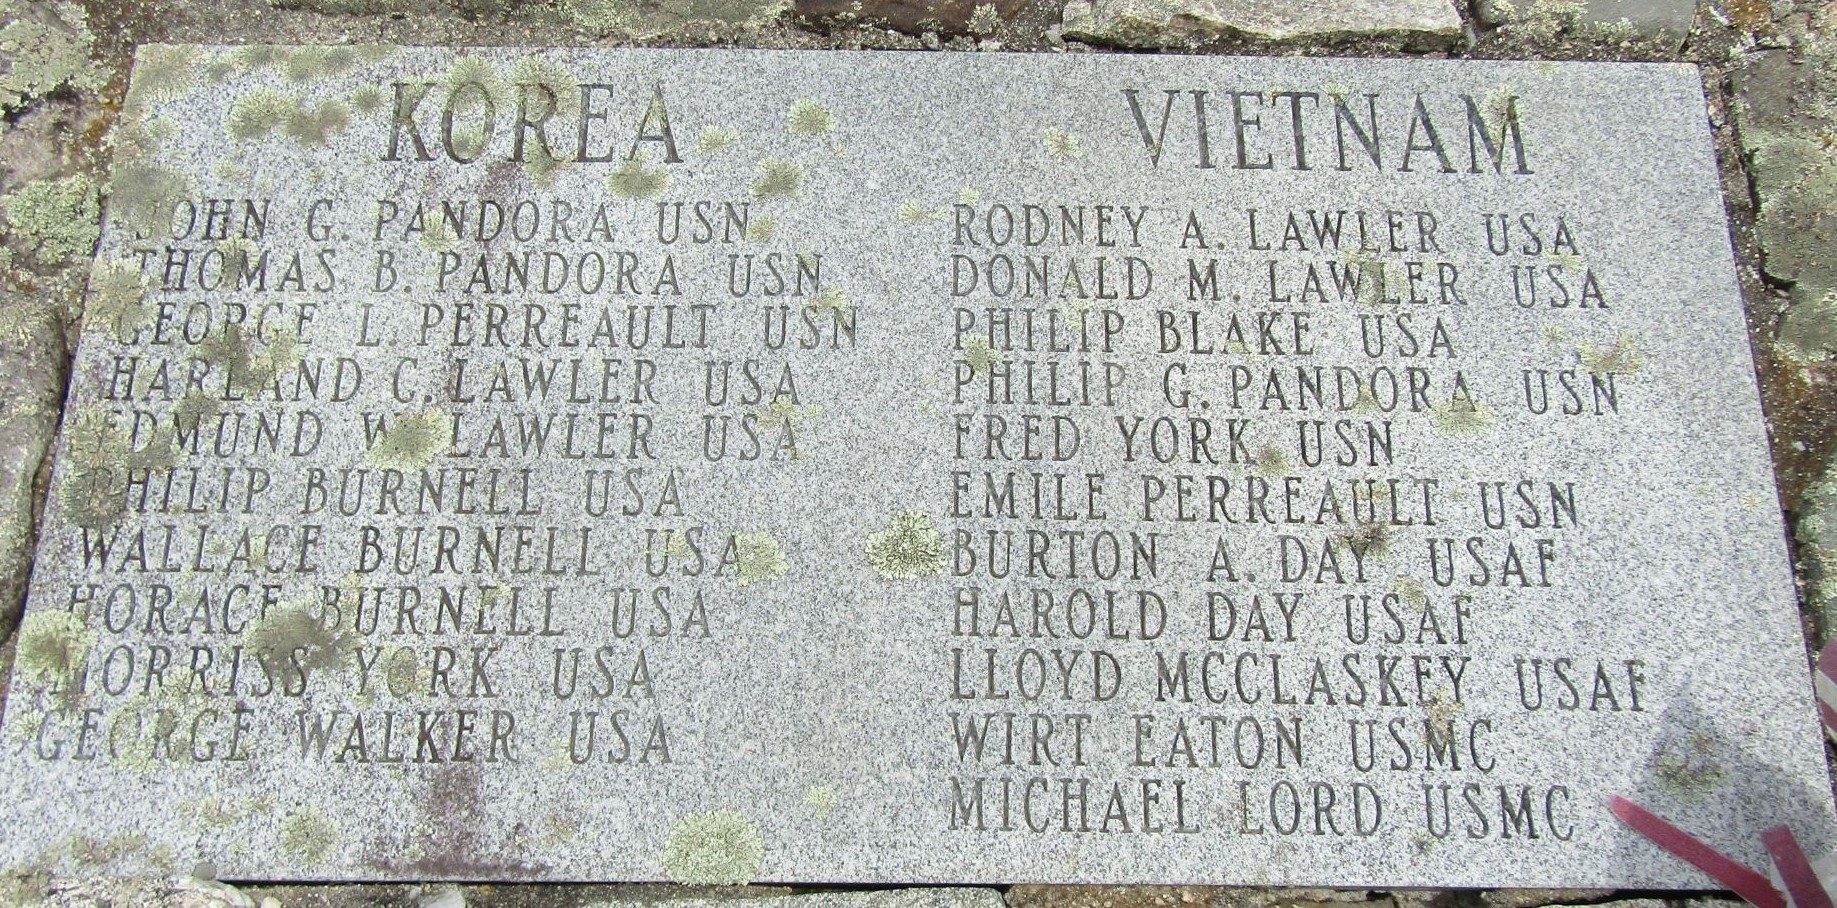 KOREA
JOHN G. PANDORA USN
THOMAS B. PANDORA USN
GEORGE L. PERREAULT USN
HARLAND C. LAWLER USA
EDMUND W. LAWLER USA
PHILIP BURNELL USA
WALLACE BURNELL USA
HORACE BURNELL USA
MORRISS YORK USA
GEORGE WALKER USA
VIETNAM
RODNEY A. LAWLER USA
DONALD M. LAWLER USA
PHILIP BLAKE USA
PHILIP G. PANDORA USN
FRED YORK USN
EMILE PERREAULT USN
BURTON A. DAY USAF
HAROLD DAY USAF
LLOYD MCCLASKEY USAF
WIRT EATON USMC
MICHAEL LORD USMC